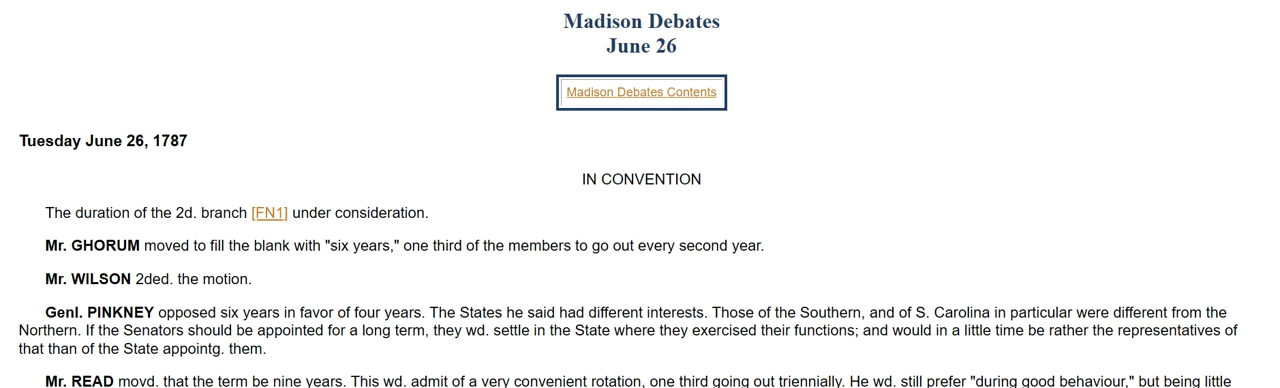 Madison Debates
June 26
Madison Debates Contents
Tuesday June 26, 1787
IN CONVENTION
The duration of the 2d. branch [FN1] under consideration.
Mr. GHORUM moved to fill the blank with "six years," one third of the members to go out every second year.
Mr. WILSON 2ded. the motion.
Genl. PINKNEY opposed six years in favor of four years. The States he said had different interests. Those of the Southern, and of S. Carolina in particular were different from the
Northern. If the Senators should be appointed for a long term, they wd. settle in the State where they exercised their functions; and would in a little time be rather the representatives of
that than of the State appointg. them.
Mr. READ movd. that the term be nine years. This wd. admit of a very convenient rotation, one third going out triennially. He wd. still prefer "during good behaviour," but being little